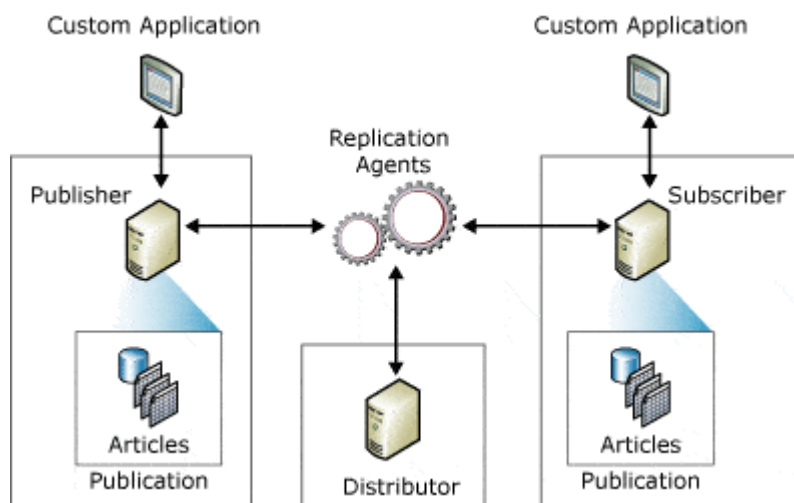 Custom Application
Custom Application
Replication
Agents
Publisher
Subscriber
Articles
Publication
Distributor
Articles
Publication